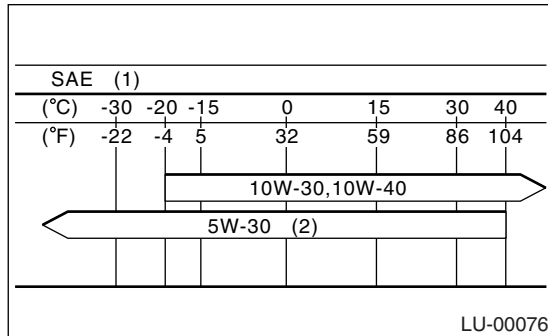 SAE (1)
(°C) -30 -20 -15 0 15 30 40
(°F) -22 -4 5 32 59 86 104
10W-30,10W-40
5W-30 (2)
LU-00076